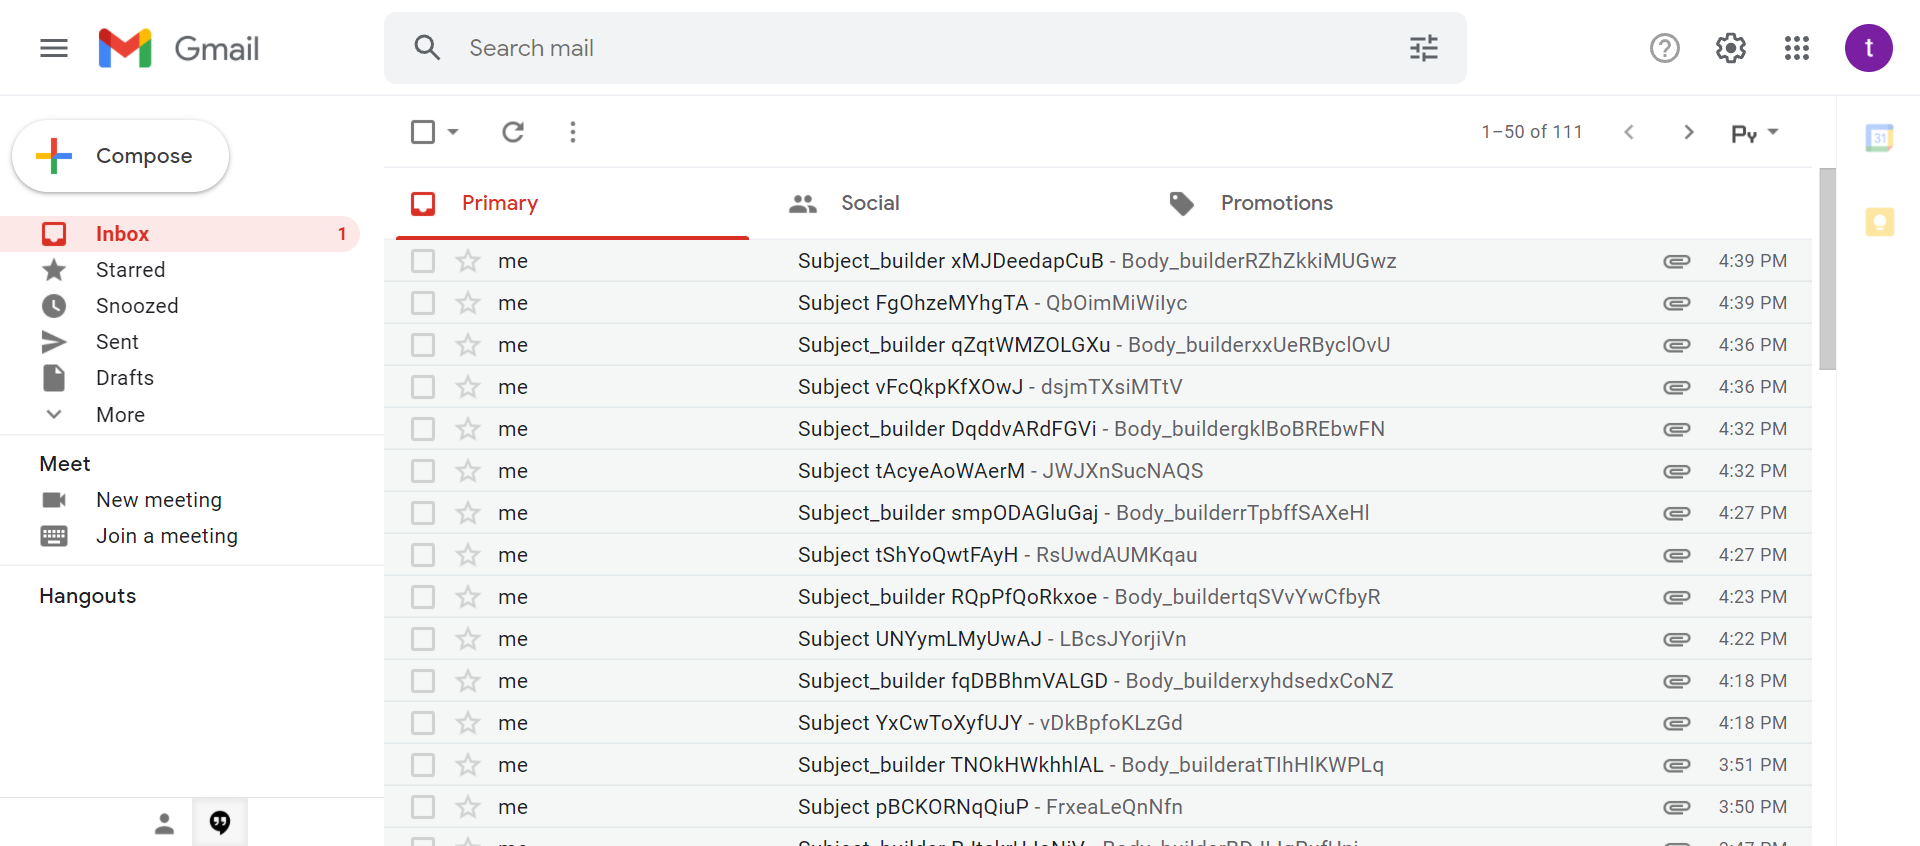 Gmail
Search mail
t
Compose
1–50 of 111
Ру
31
Primary
Social
Promotions
Inbox 1
Starred
Snoozed
Sent
Drafts
More
Meet
New meeting
Join a meeting
Hangouts
me Subject_builder xMJDeedapCuB - Body_builderRZhZkkiMUGwz 4:39 PM
me Subject FgOhzeMYhgTA - QbOimMiWiIyc 4:39 PM
me Subject_builder qZqtWMZOLGXu - Body_builderxxUeRByclOvU 4:36 PM
me Subject vFcQkpKfXOwJ - dsjmTXsiMTtV 4:36 PM
me Subject_builder DqddvARdFGVi - Body_buildergklBoBREbwFN 4:32 PM
me Subject tAcyeAoWAerM - JWJXnSucNAQS 4:32 PM
me Subject_builder smpODAGluGaj - Body_builderrTpbffSAXeHl 4:27 PM
me Subject tShYoQwtFAyH - RsUwdAUMKqau 4:27 PM
me Subject_builder RQpPfQoRkxoe - Body_buildertqSVvYwCfbyR 4:23 PM
me Subject UNYymLMyUwAJ - LBcsJYorjiVn 4:22 PM
me Subject_builder fqDBBhmVALGD - Body_builderxyhdsedxCoNZ 4:18 PM
me Subject YxCwToXyfUJY - vDkBpfoKLzGd 4:18 PM
me Subject_builder TNOkHWkhhlAL - Body_builderatTIhHlKWPLq 3:51 PM
me Subject pBCKORNqQiuP - FrxeaLeQnNfn 3:50 PM